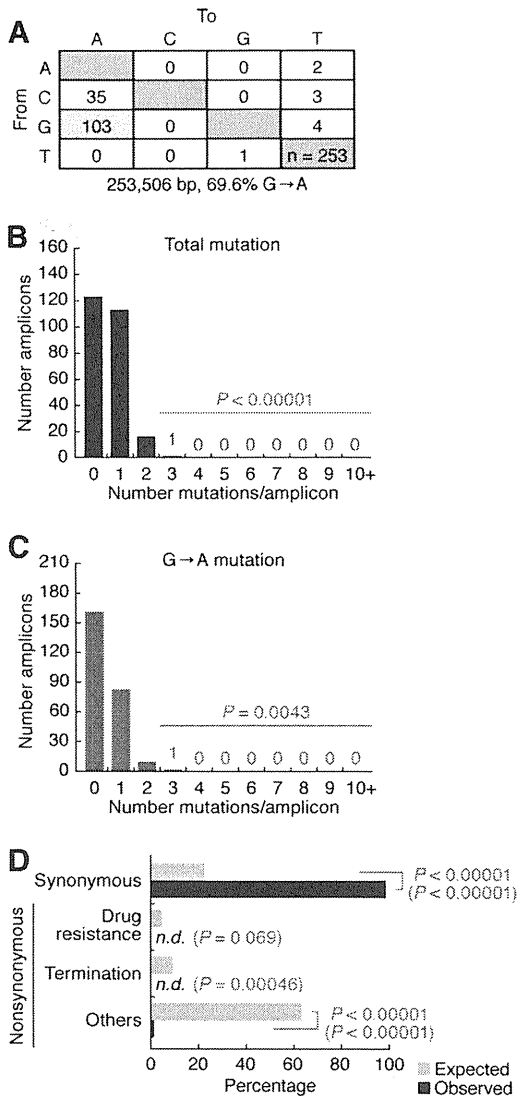 A
To
A C G T
From
A 0 0 2
C 35 0 3
G 103 0 4
T 0 0 1 n = 253
253,506 bp, 69.6% G→A
B
Total mutation
Number amplicons
160
140
120
100
80
60
40
20
0
P < 0.00001
1 0 0 0 0 0 0 0
0 1 2 3 4 5 6 7 8 9 10+
Number mutations/amplicon
C
G→A mutation
Number amplicons
210
180
150
120
90
60
30
0
P = 0.0043
1 0 0 0 0 0 0 0
0 1 2 3 4 5 6 7 8 9 10+
Number mutations/amplicon
D
Synonymous
P < 0.00001
(P < 0.00001)
Nonsynonymous
Drug
resistance
n.d. (P = 0.069)
Termination
n.d. (P = 0.00046)
Others
P < 0.00001
(P < 0.00001)
0 20 40 60 80 100
Percentage
Expected
Observed